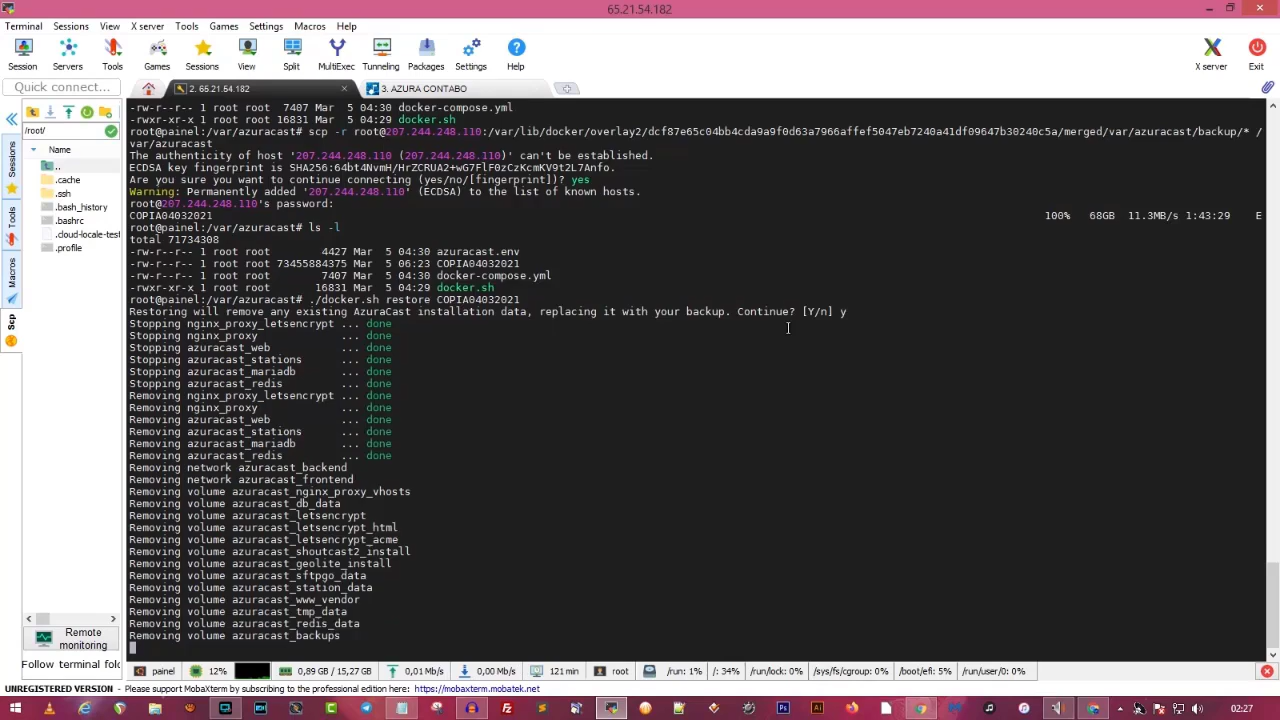 65.21.54.182
Terminal Sessions View X server Tools Games Settings Macros Help
Session Servers Tools Games Sessions View Split MultiExec Tunneling Packages Settings Help X server Exit
Quick connect...
2. 65.21.54.182
3. AZURA CONTABO
/root/
Name
..
.cache
.ssh
.bash_history
.bashrc
.cloud-locale-test
.profile
Sessions
Tools
Macros
Scp
-rw-r--r-- 1 root root 7407 Mar 5 04:30 docker-compose.yml
-rwxr-xr-x 1 root root 16831 Mar 5 04:29 docker.sh
root@painel:/var/azuracast# scp -r root@207.244.248.110:/var/lib/docker/overlay2/dcf87e65c04bb4cda9a9f0d63a7966affef5047eb7240a41df09647b30240c5a/merged/var/azuracast/backup/* /
var/azuracast
The authenticity of host '207.244.248.110 (207.244.248.110)' can't be established.
ECDSA key fingerprint is SHA256:64bt4NvmH/HrZCRUA2+wG7FlF0zCzKcmKV9t2L7Anfo.
Are you sure you want to continue connecting (yes/no/[fingerprint])? yes
Warning: Permanently added '207.244.248.110' (ECDSA) to the list of known hosts.
root@207.244.248.110's password:
COPIA04032021 100% 68GB 11.3MB/s 1:43:29 E
root@painel:/var/azuracast# ls -l
total 71734308
-rw-r--r-- 1 root root 4427 Mar 5 04:30 azuracast.env
-rw-r--r-- 1 root root 73455884375 Mar 5 06:23 COPIA04032021
-rw-r--r-- 1 root root 7407 Mar 5 04:30 docker-compose.yml
-rwxr-xr-x 1 root root 16831 Mar 5 04:29 docker.sh
root@painel:/var/azuracast# ./docker.sh restore COPIA04032021
Restoring will remove any existing AzuraCast installation data, replacing it with your backup. Continue? [Y/n] y
Stopping nginx_proxy_letsencrypt ... done
Stopping nginx_proxy ... done
Stopping azuracast_web ... done
Stopping azuracast_stations ... done
Stopping azuracast_mariadb ... done
Stopping azuracast_redis ... done
Removing nginx_proxy_letsencrypt ... done
Removing nginx_proxy ... done
Removing azuracast_web ... done
Removing azuracast_stations ... done
Removing azuracast_mariadb ... done
Removing azuracast_redis ... done
Removing network azuracast_backend
Removing network azuracast_frontend
Removing volume azuracast_nginx_proxy_vhosts
Removing volume azuracast_db_data
Removing volume azuracast_letsencrypt
Removing volume azuracast_letsencrypt_html
Removing volume azuracast_letsencrypt_acme
Removing volume azuracast_shoutcast2_install
Removing volume azuracast_geolite_install
Removing volume azuracast_sftpgo_data
Removing volume azuracast_station_data
Removing volume azuracast_www_vendor
Removing volume azuracast_tmp_data
Removing volume azuracast_redis_data
Removing volume azuracast_backups
Remote
monitoring
Follow terminal fold
painel 12% 0,89 GB / 15,27 GB 0,01 Mb/s 0,00 Mb/s 121 min root /run: 1% /: 34% /run/lock: 0% /sys/fs/cgroup: 0% /boot/efi: 5% /run/user/0: 0%
UNREGISTERED VERSION - Please support MobaXterm by subscribing to the professional edition here: https://mobaxterm.mobatek.net
02:27